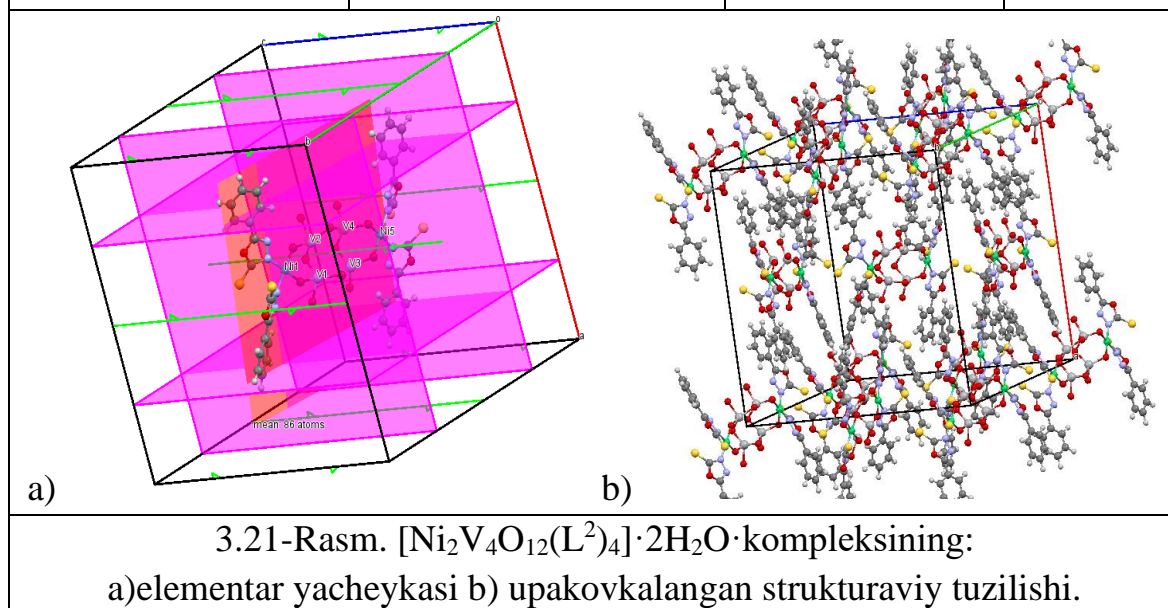 c
o
b
V4
V2
Ni5
Ni1
V3
V1
a
mean: 86 atoms
a)
b)
3.21-Rasm. [Ni₂V₄O₁₂(L²)₄]·2H₂O·kompleksining:
a)elementar yacheykasi b) upakovkalangan strukturaviy tuzilishi.